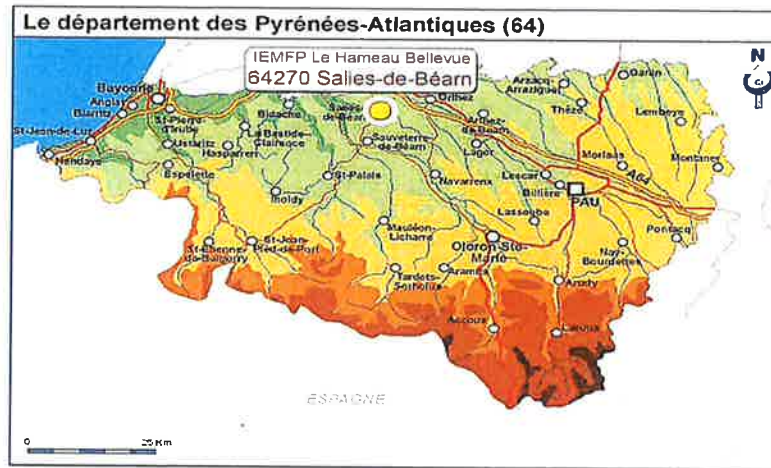 Le département des Pyrénées-Atlantiques (64)
IEMFP Le Hameau Bellevue
64270 Salies-de-Béarn
N
Bayonne
Anglet
Biarritz
St-Jean-de-Luz
Hendaye
St-Pierre-
d'Irube
Ustaritz
Espelette
Hasparren
La Bastide-
Clairence
Bidache
Salies-
de-Béarn
Sauveterre-
de-Béarn
Orthez
Arthez-
de-Béarn
Lagor
Arzacq-
Arraziguet
Thèze
Garlin
Lembeye
Montaner
Morlaas
A64
Lescar
Billère
PAU
Pontacq
Nay-
Bourdettes
Lasseube
Navarrenx
St-Palais
Iholdy
Mauléon-
Licharre
St-Jean-
Pied-de-Port
St-Etienne-
de-Baïgorry
Tardets-
Sorholus
Aramits
Oloron-Ste-
Marie
Arudy
Accous
Laruns
ESPAGNE
0 25 Km